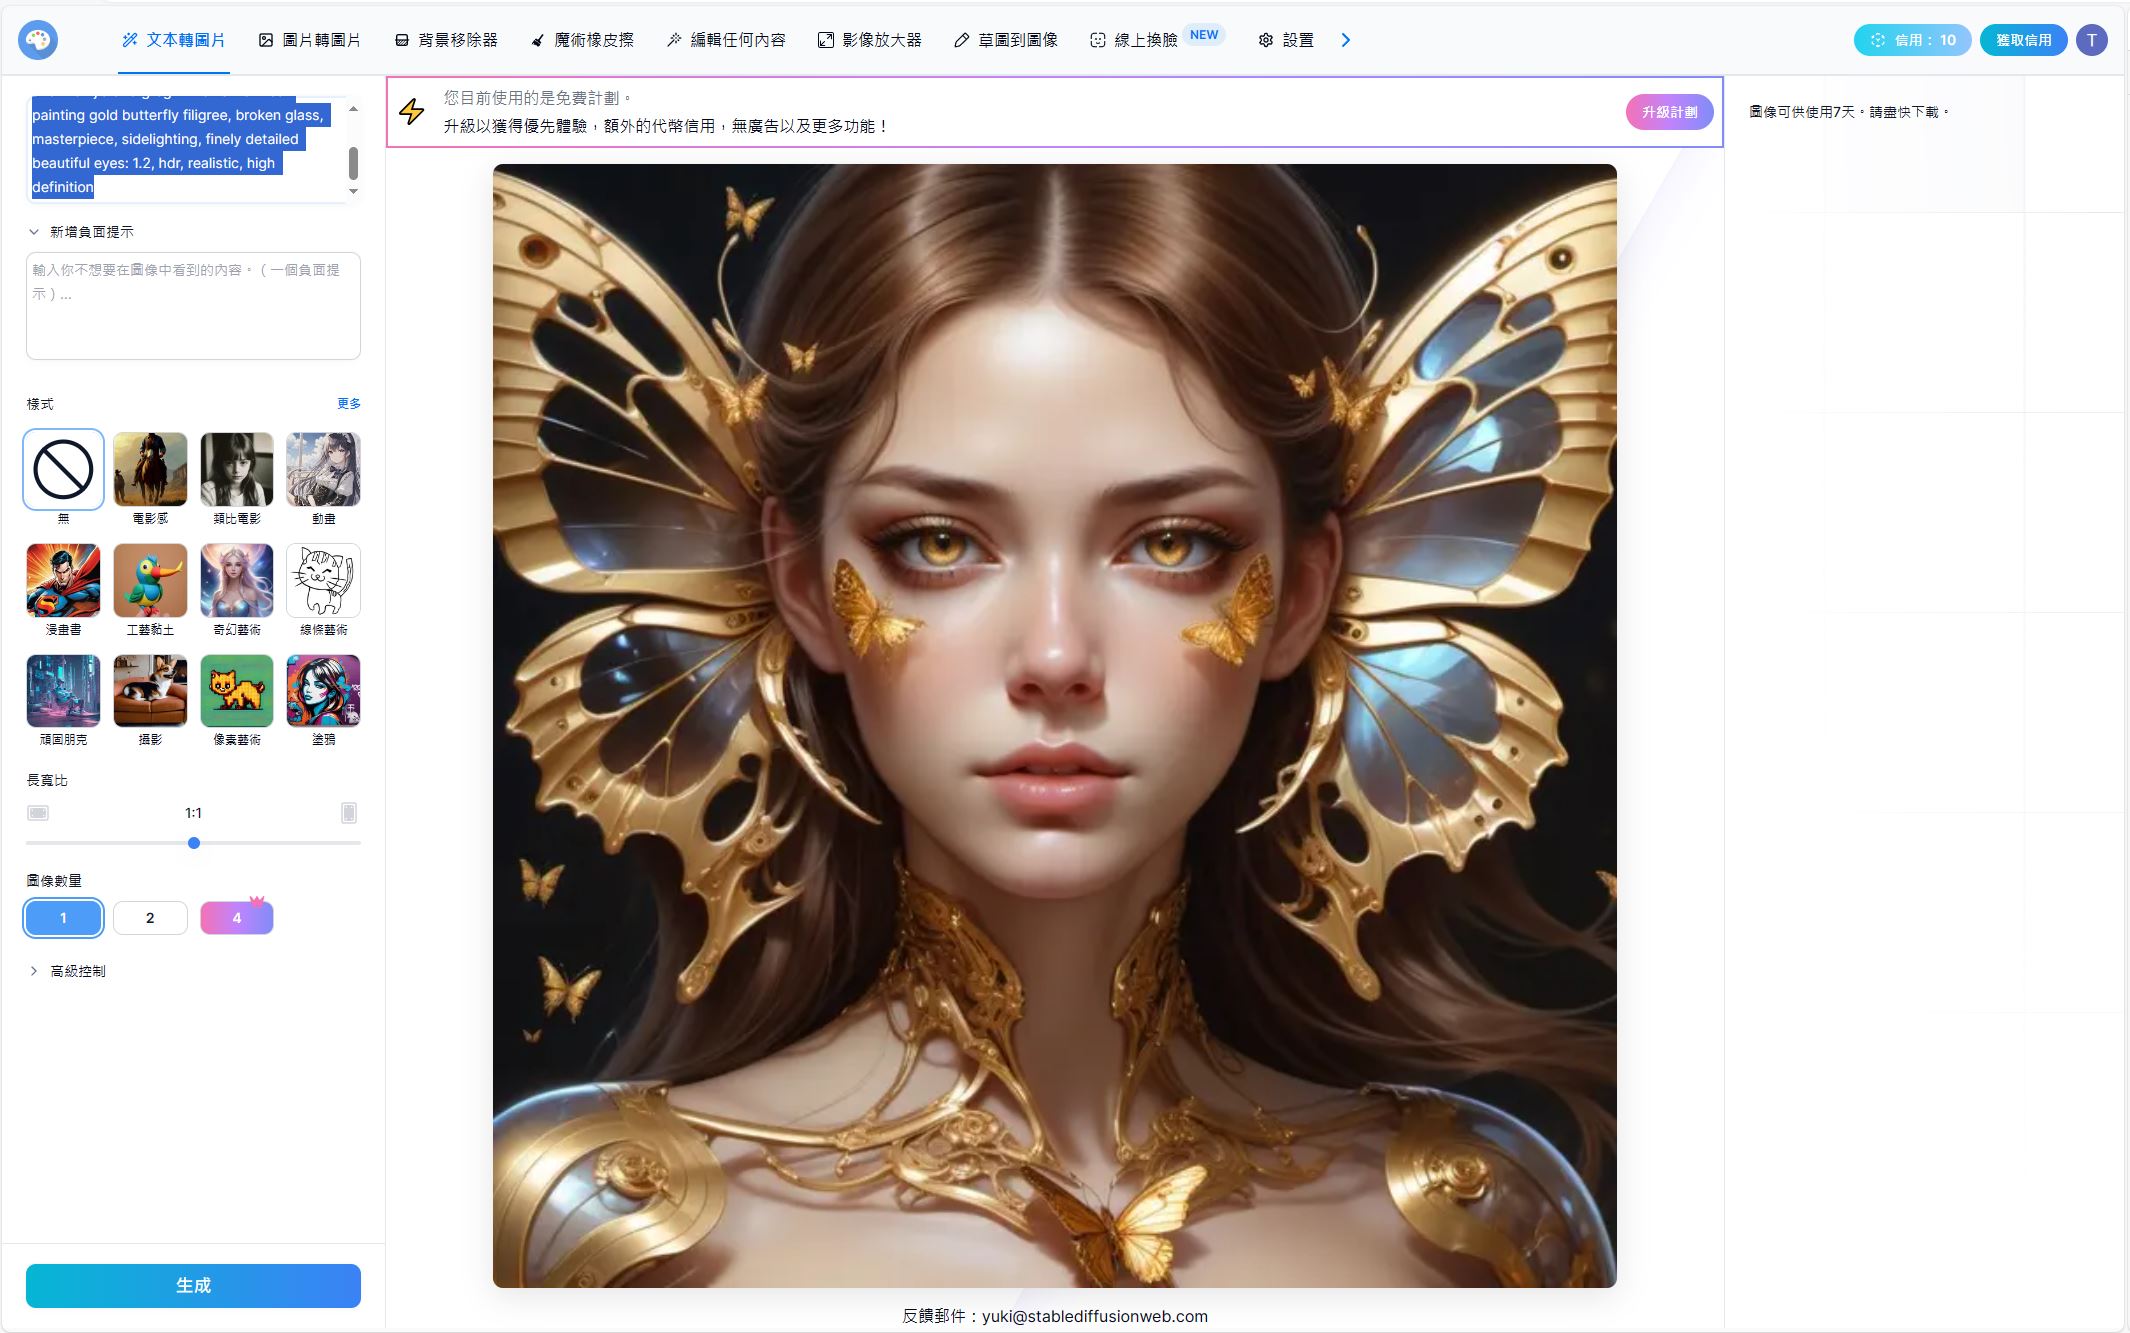 文本轉圖片
圖片轉圖片
背景移除器
魔術橡皮擦
編輯任何內容
影像放大器
草圖到圖像
線上換臉 NEW
設置
信用： 10
獲取信用
T
painting gold butterfly filigree, broken glass,
masterpiece, sidelighting, finely detailed
beautiful eyes: 1.2, hdr, realistic, high
definition
新增負面提示
輸入你不想要在圖像中看到的內容。（一個負面提
示）...
樣式
更多
無
電影感
類比電影
動畫
漫畫書
工藝黏土
奇幻藝術
線條藝術
頑固朋克
攝影
像素藝術
塗鴉
長寬比
1:1
圖像數量
1
2
4
高級控制
生成
您目前使用的是免費計劃。
升級以獲得優先體驗，額外的代幣信用，無廣告以及更多功能！
升級計劃
反饋郵件：yuki@stablediffusionweb.com
圖像可供使用7天。請盡快下載。